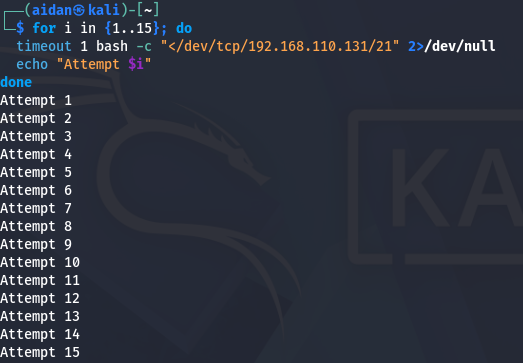 ┌──(aidan㉿kali)-[~]
└─$ for i in {1..15}; do
timeout 1 bash -c "</dev/tcp/192.168.110.131/21" 2>/dev/null
echo "Attempt $i"
done
Attempt 1
Attempt 2
Attempt 3
Attempt 4
Attempt 5
Attempt 6
Attempt 7
Attempt 8
Attempt 9
Attempt 10
Attempt 11
Attempt 12
Attempt 13
Attempt 14
Attempt 15
KA